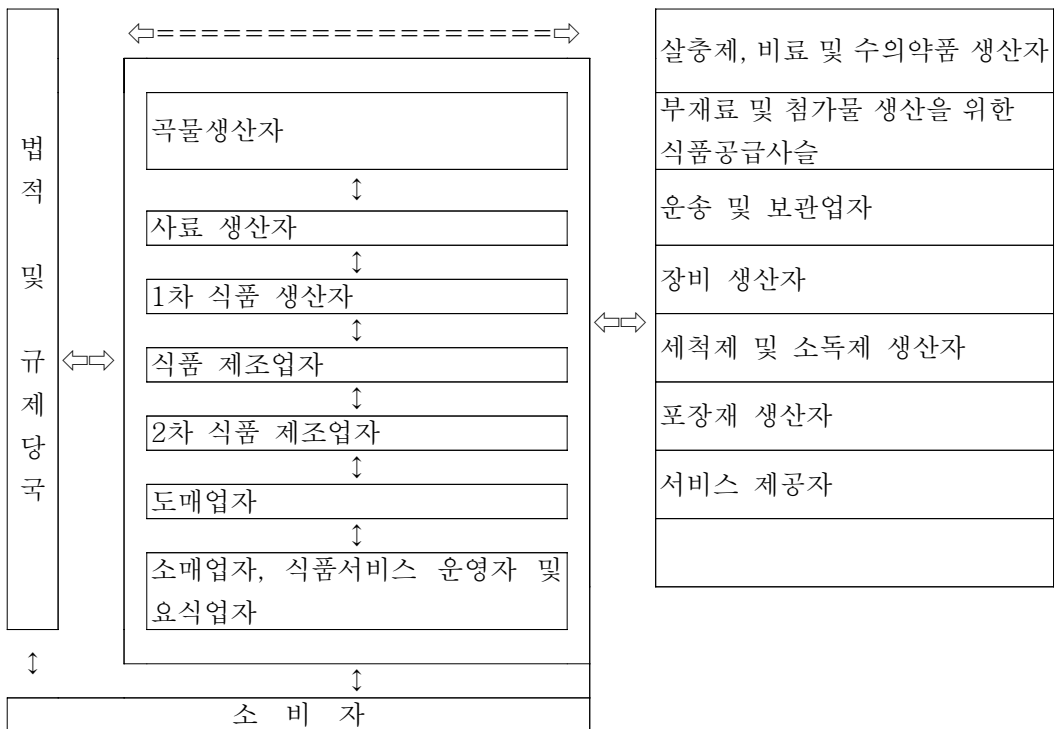 ⇦==================⇨
법적 및 규제당국
⇦⇨
곡물생산자
↕
사료 생산자
↕
1차 식품 생산자
↕
식품 제조업자
↕
2차 식품 제조업자
↕
도매업자
↕
소매업자, 식품서비스 운영자 및
요식업자
⇦⇨
살충제, 비료 및 수의약품 생산자
부재료 및 첨가물 생산을 위한
식품공급사슬
운송 및 보관업자
장비 생산자
세척제 및 소독제 생산자
포장재 생산자
서비스 제공자
↕
↕
소 비 자